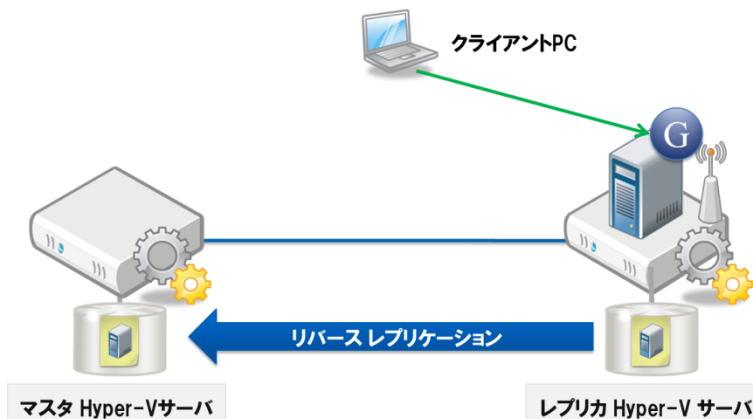 クライアントPC
G
リバース レプリケーション
マスタ Hyper-Vサーバ
レプリカ Hyper-V サーバ